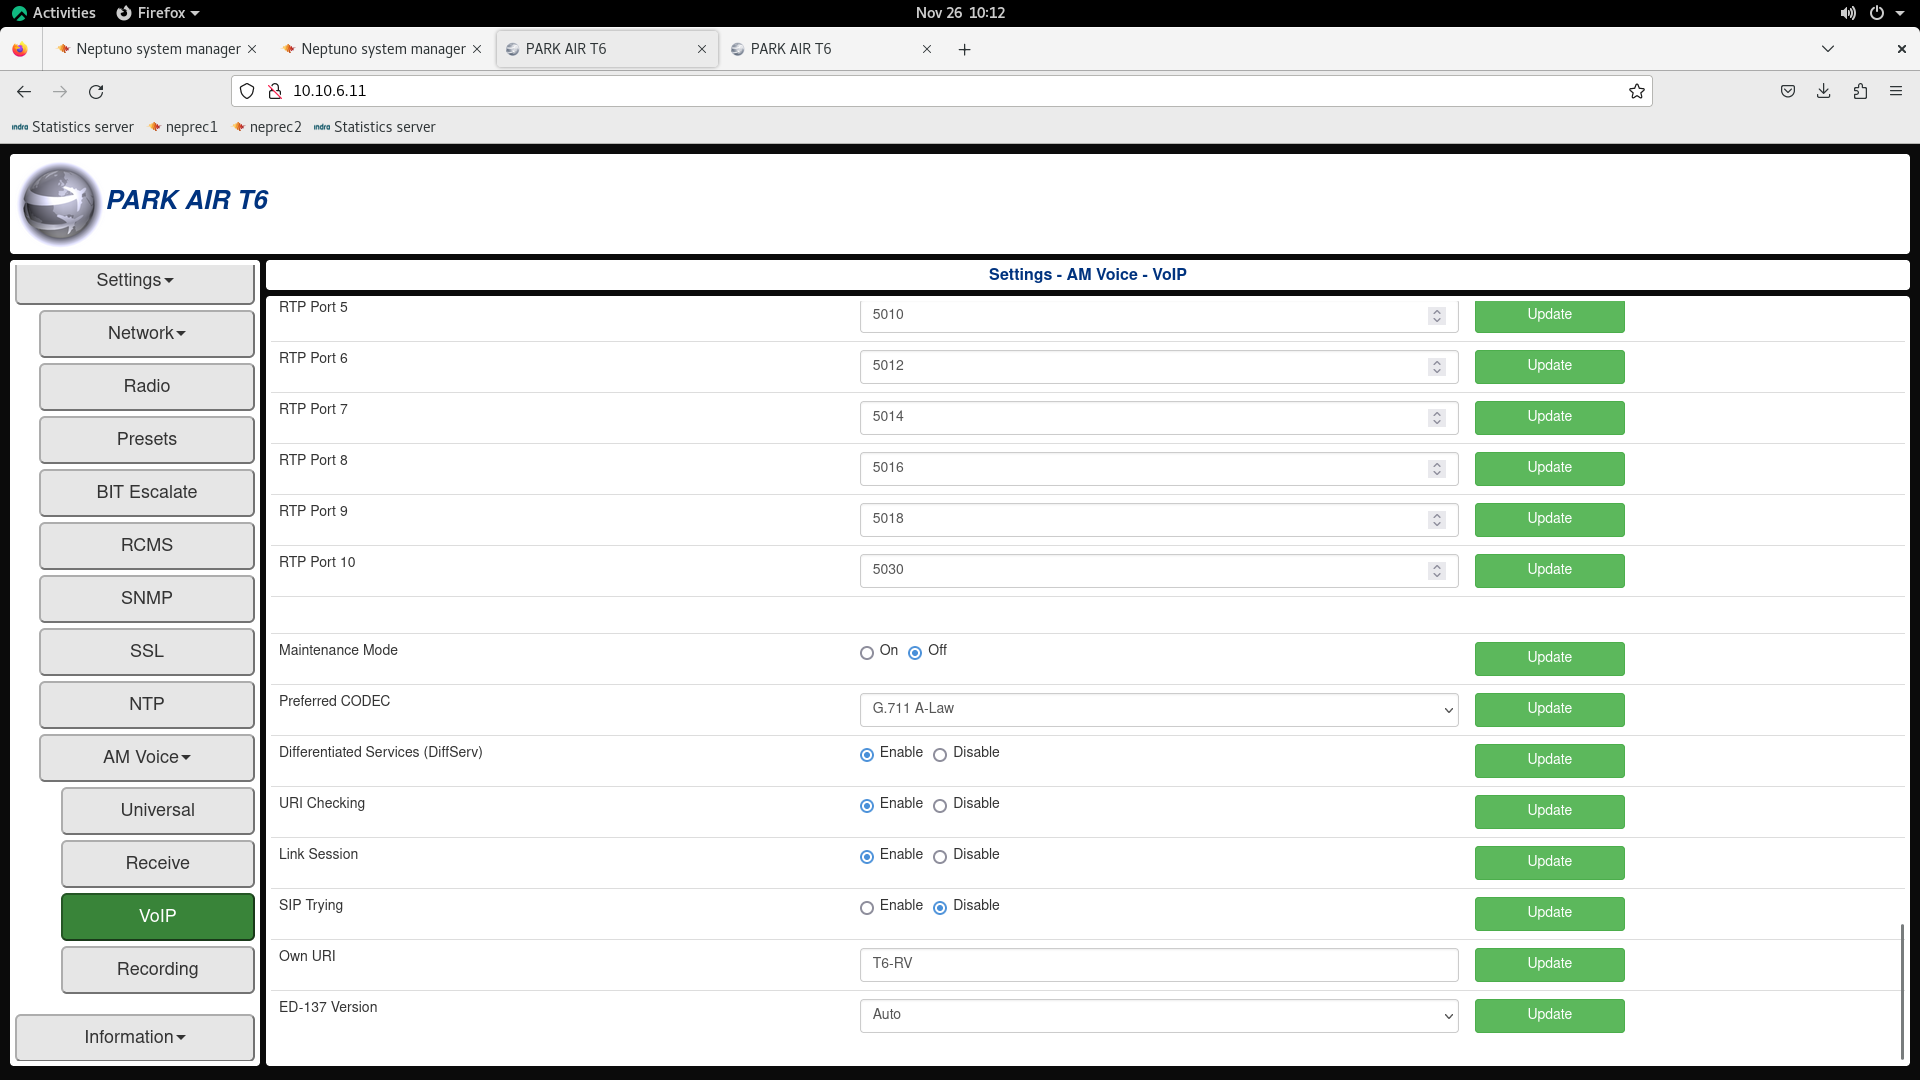 Activities Firefox Nov 26 10:12
Neptuno system manager Neptuno system manager PARK AIR T6 PARK AIR T6
10.10.6.11
indra Statistics server neprec1 neprec2 indra Statistics server
PARK AIR T6
Settings
Network
Radio
Presets
BIT Escalate
RCMS
SNMP
SSL
NTP
AM Voice
Universal
Receive
VoIP
Recording
Information
Settings - AM Voice - VoIP
RTP Port 5 5010 Update
RTP Port 6 5012 Update
RTP Port 7 5014 Update
RTP Port 8 5016 Update
RTP Port 9 5018 Update
RTP Port 10 5030 Update
Maintenance Mode On Off Update
Preferred CODEC G.711 A-Law Update
Differentiated Services (DiffServ) Enable Disable Update
URI Checking Enable Disable Update
Link Session Enable Disable Update
SIP Trying Enable Disable Update
Own URI T6-RV Update
ED-137 Version Auto Update